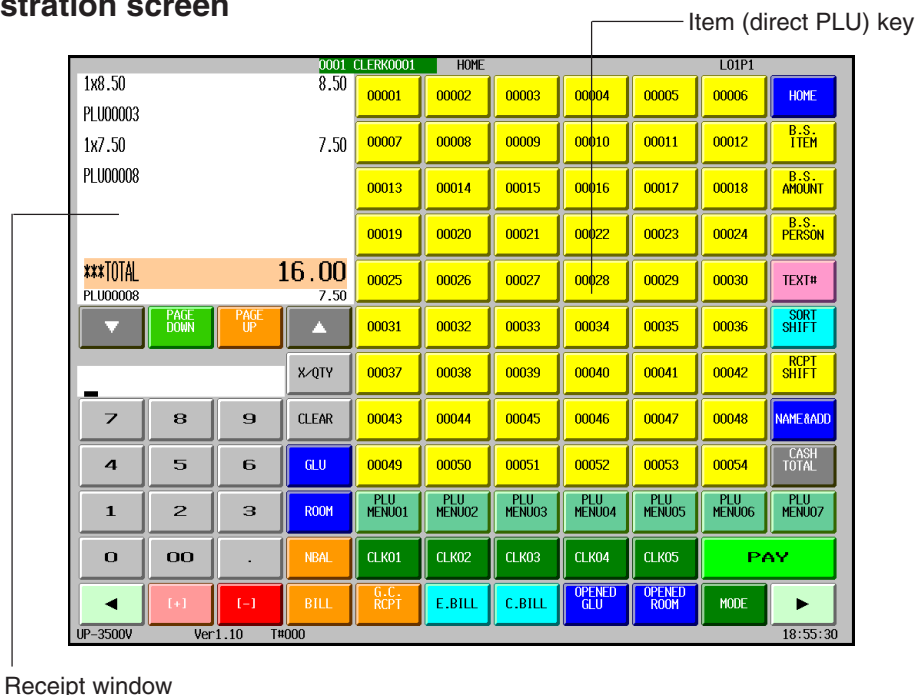 stration screen
Item (direct PLU) key
0001 CLERK0001 HOME L01P1
1x8.50 8.50
PLU00003
1x7.50 7.50
PLU00008
***TOTAL 16.00
PLU00008 7.50
00001 00002 00003 00004 00005 00006 HOME
00007 00008 00009 00010 00011 00012 B.S. ITEM
00013 00014 00015 00016 00017 00018 B.S. AMOUNT
00019 00020 00021 00022 00023 00024 B.S. PERSON
00025 00026 00027 00028 00029 00030 TEXT#
PAGE DOWN PAGE UP 00031 00032 00033 00034 00035 00036 SORT SHIFT
X/QTY 00037 00038 00039 00040 00041 00042 RCPT SHIFT
7 8 9 CLEAR 00043 00044 00045 00046 00047 00048 NAME&ADD
4 5 6 GLU 00049 00050 00051 00052 00053 00054 CASH TOTAL
1 2 3 ROOM PLU MENU01 PLU MENU02 PLU MENU03 PLU MENU04 PLU MENU05 PLU MENU06 PLU MENU07
0 00 . NBAL CLK01 CLK02 CLK03 CLK04 CLK05 PAY
[+] [-] BILL G.C. RCPT E.BILL C.BILL OPENED GLU OPENED ROOM MODE
UP-3500V Ver1.10 T#000 18:55:30
Receipt window